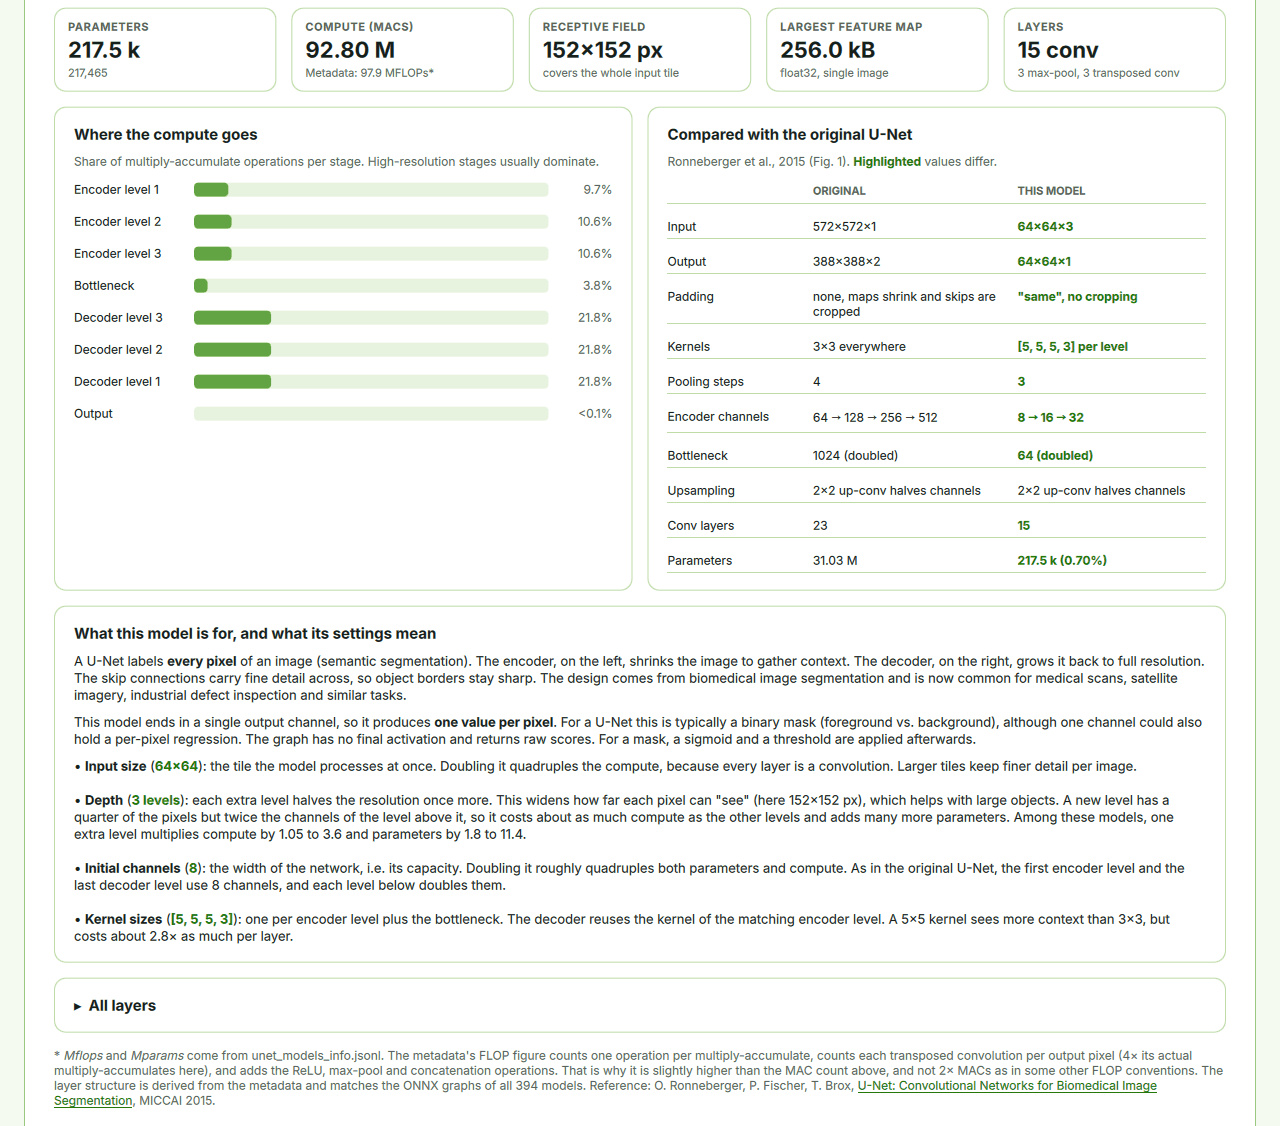 PARAMETERS
217.5 k
217,465
COMPUTE (MACS)
92.80 M
Metadata: 97.9 MFLOPs*
RECEPTIVE FIELD
152×152 px
covers the whole input tile
LARGEST FEATURE MAP
256.0 kB
float32, single image
LAYERS
15 conv
3 max-pool, 3 transposed conv
Where the compute goes
Share of multiply-accumulate operations per stage. High-resolution stages usually dominate.
Encoder level 1 9.7%
Encoder level 2 10.6%
Encoder level 3 10.6%
Bottleneck 3.8%
Decoder level 3 21.8%
Decoder level 2 21.8%
Decoder level 1 21.8%
Output <0.1%
Compared with the original U-Net
Ronneberger et al., 2015 (Fig. 1). Highlighted values differ.
ORIGINAL THIS MODEL
Input 572×572×1 64×64×3
Output 388×388×2 64×64×1
Padding none, maps shrink and skips are "same", no cropping
cropped
Kernels 3×3 everywhere [5, 5, 5, 3] per level
Pooling steps 4 3
Encoder channels 64 → 128 → 256 → 512 8 → 16 → 32
Bottleneck 1024 (doubled) 64 (doubled)
Upsampling 2×2 up-conv halves channels 2×2 up-conv halves channels
Conv layers 23 15
Parameters 31.03 M 217.5 k (0.70%)
What this model is for, and what its settings mean
A U-Net labels every pixel of an image (semantic segmentation). The encoder, on the left, shrinks the image to gather context. The decoder, on the right, grows it back to full resolution.
The skip connections carry fine detail across, so object borders stay sharp. The design comes from biomedical image segmentation and is now common for medical scans, satellite
imagery, industrial defect inspection and similar tasks.
This model ends in a single output channel, so it produces one value per pixel. For a U-Net this is typically a binary mask (foreground vs. background), although one channel could also
hold a per-pixel regression. The graph has no final activation and returns raw scores. For a mask, a sigmoid and a threshold are applied afterwards.
• Input size (64×64): the tile the model processes at once. Doubling it quadruples the compute, because every layer is a convolution. Larger tiles keep finer detail per image.
• Depth (3 levels): each extra level halves the resolution once more. This widens how far each pixel can "see" (here 152×152 px), which helps with large objects. A new level has a
quarter of the pixels but twice the channels of the level above it, so it costs about as much compute as the other levels and adds many more parameters. Among these models, one
extra level multiplies compute by 1.05 to 3.6 and parameters by 1.8 to 11.4.
• Initial channels (8): the width of the network, i.e. its capacity. Doubling it roughly quadruples both parameters and compute. As in the original U-Net, the first encoder level and the
last decoder level use 8 channels, and each level below doubles them.
• Kernel sizes ([5, 5, 5, 3]): one per encoder level plus the bottleneck. The decoder reuses the kernel of the matching encoder level. A 5×5 kernel sees more context than 3×3, but
costs about 2.8× as much per layer.
▸ All layers
* Mflops and Mparams come from unet_models_info.jsonl. The metadata's FLOP figure counts one operation per multiply-accumulate, counts each transposed convolution per output pixel (4× its actual
multiply-accumulates here), and adds the ReLU, max-pool and concatenation operations. That is why it is slightly higher than the MAC count above, and not 2× MACs as in some other FLOP conventions. The
layer structure is derived from the metadata and matches the ONNX graphs of all 394 models. Reference: O. Ronneberger, P. Fischer, T. Brox, U-Net: Convolutional Networks for Biomedical Image
Segmentation, MICCAI 2015.